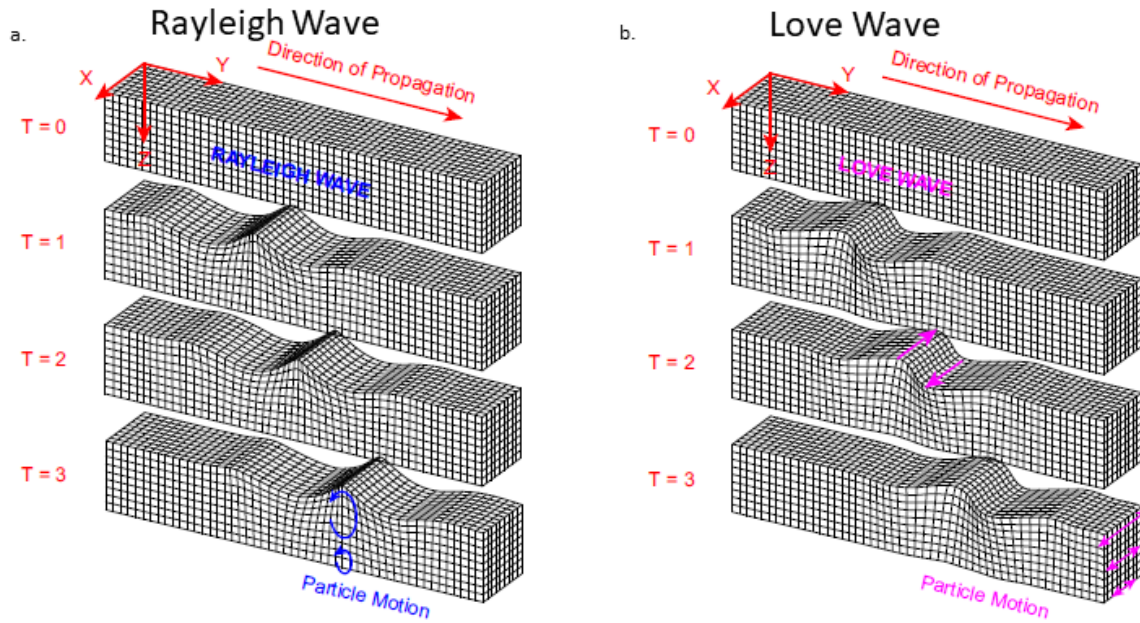 a.
Rayleigh Wave
Direction of Propagation
X
Y
Z
T = 0
RAYLEIGH WAVE
T = 1
T = 2
T = 3
Particle Motion
b.
Love Wave
Direction of Propagation
X
Y
Z
T = 0
LOVE WAVE
T = 1
T = 2
T = 3
Particle Motion